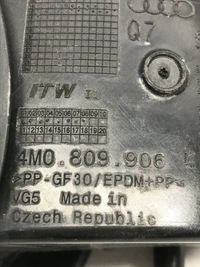 Q7
ITW
4M0.809.906
>PP-GF30/EPDM+PP<
VG5 Made in
Czech Republic